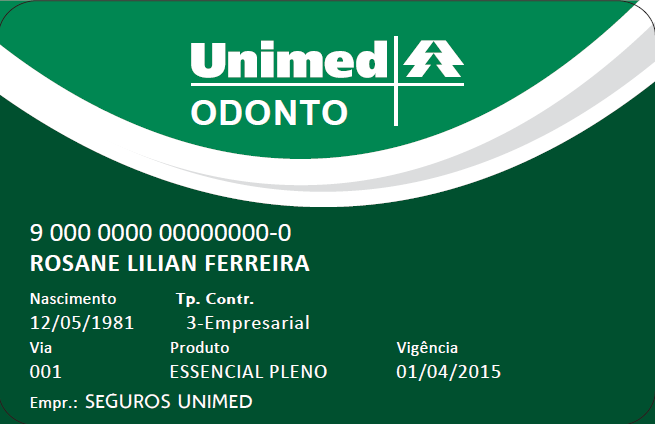 Unimed
ODONTO
9 000 0000 00000000-0
ROSANE LILIAN FERREIRA
Nascimento Tp. Contr.
12/05/1981 3-Empresarial
Via Produto Vigência
001 ESSENCIAL PLENO 01/04/2015
Empr.: SEGUROS UNIMED